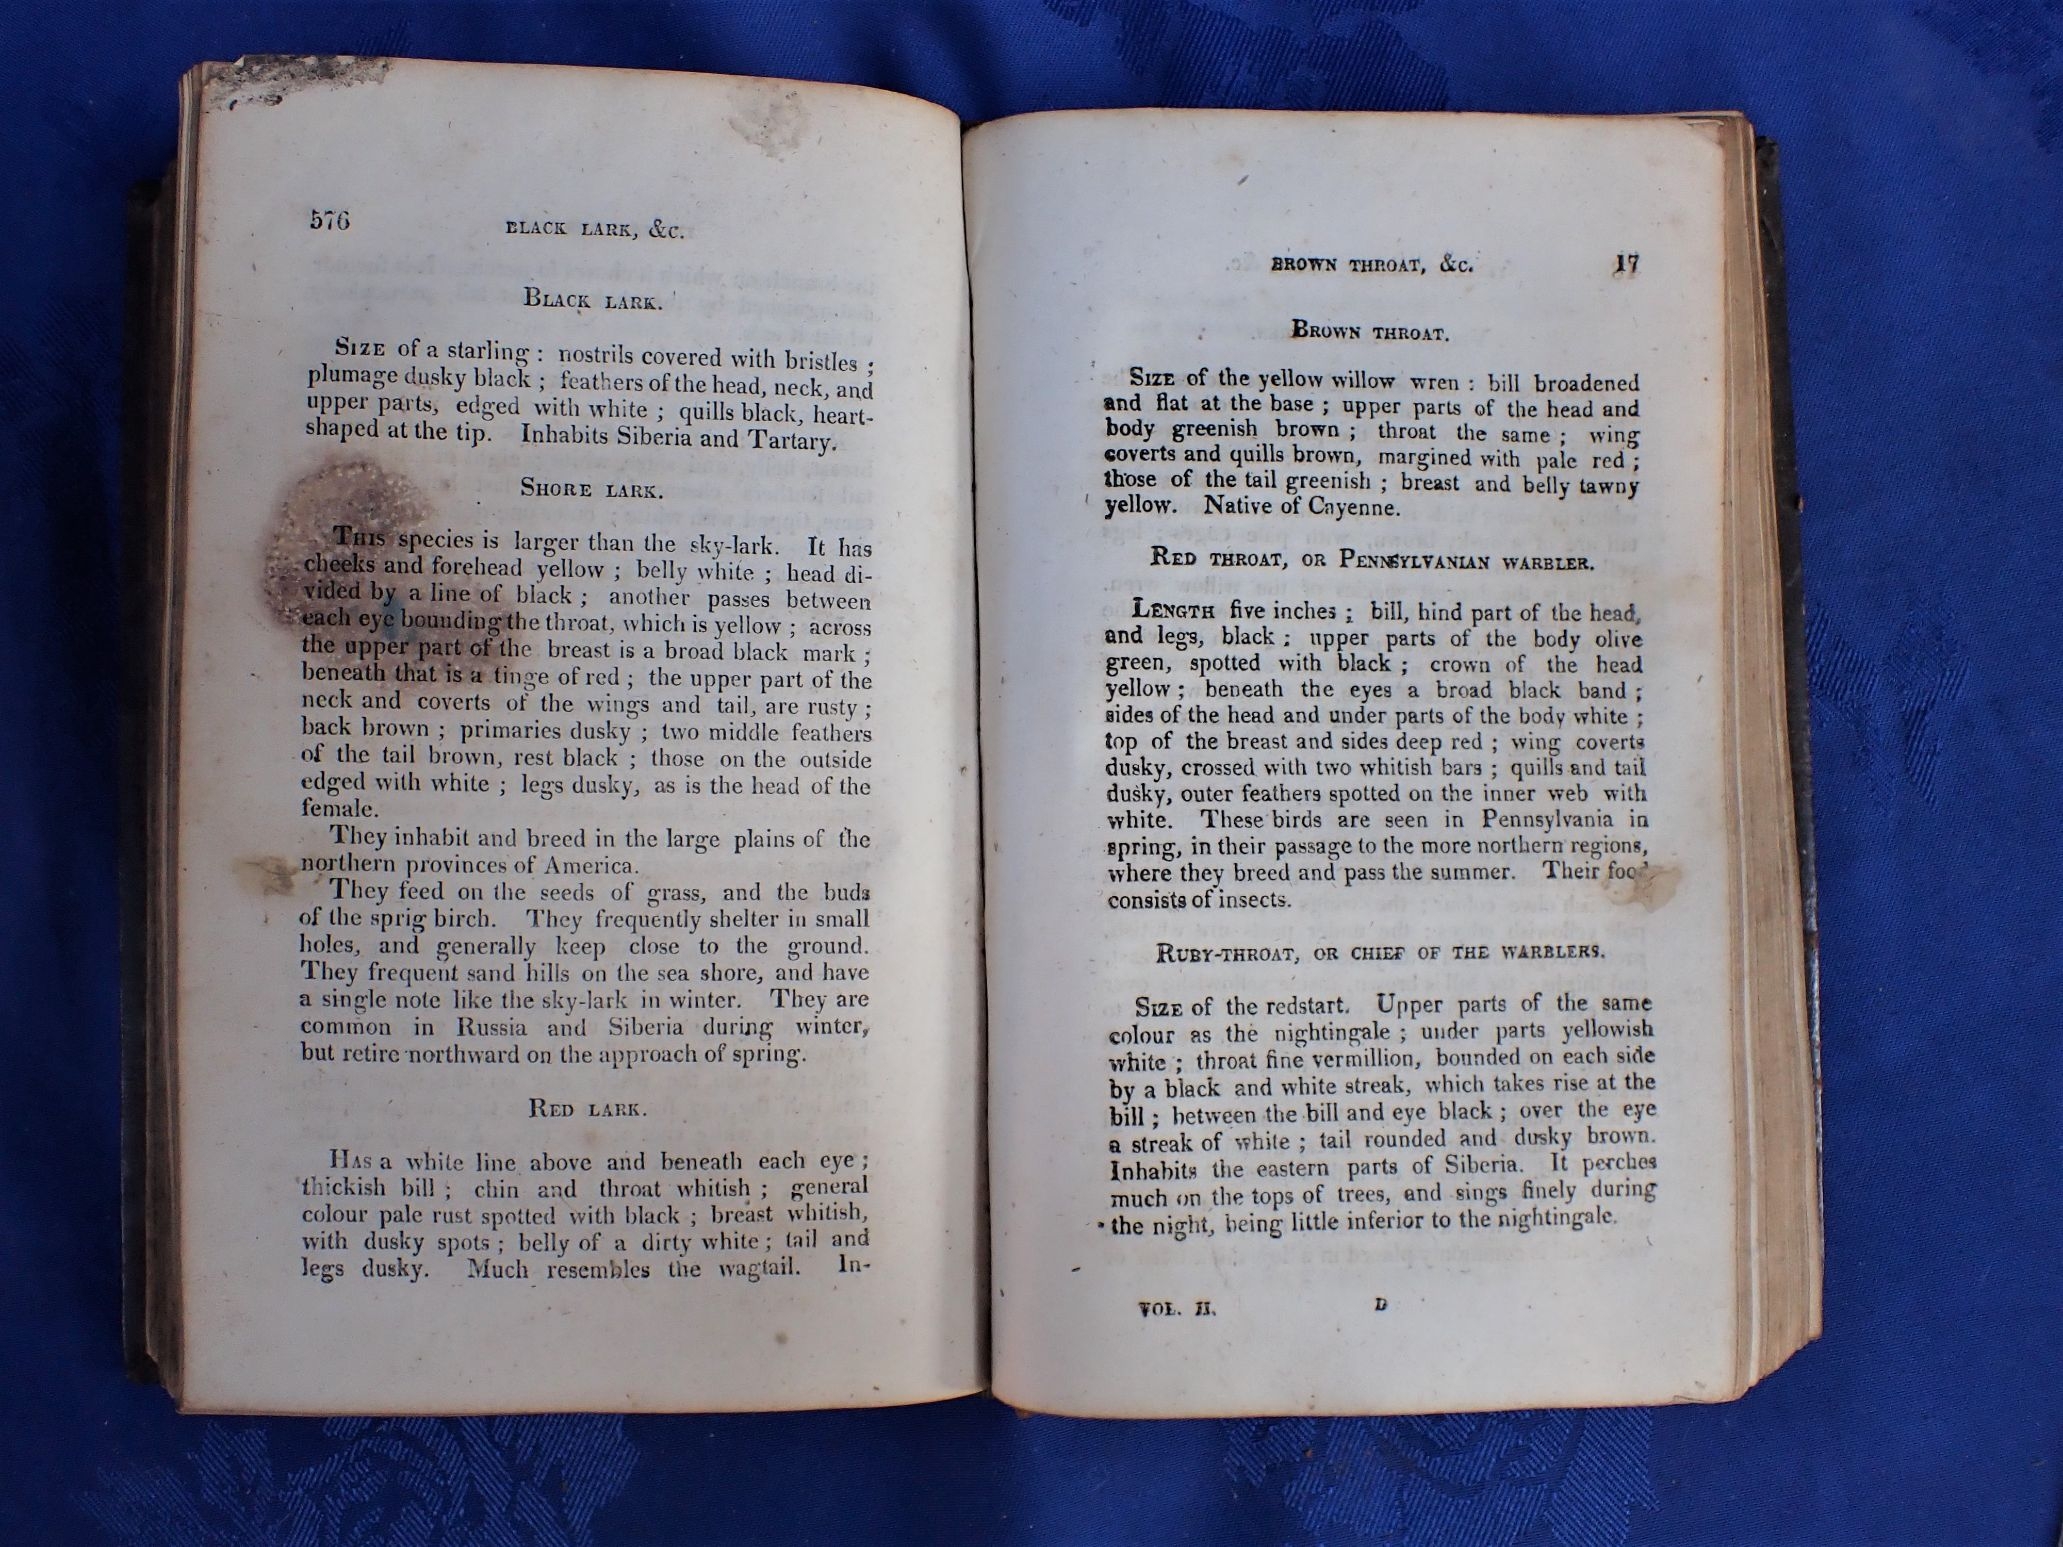 576
BLACK LARK, &c.
BLACK LARK.
SIZE of a starling : nostrils covered with bristles ;
plumage dusky black ; feathers of the head, neck, and
upper parts, edged with white ; quills black, heart-
shaped at the tip. Inhabits Siberia and Tartary.
SHORE LARK.
THIS species is larger than the sky-lark. It has
cheeks and forehead yellow ; belly white ; head di-
vided by a line of black ; another passes between
each eye bounding the throat, which is yellow ; across
the upper part of the breast is a broad black mark ;
beneath that is a tinge of red ; the upper part of the
neck and coverts of the wings and tail, are rusty ;
back brown ; primaries dusky ; two middle feathers
of the tail brown, rest black ; those on the outside
edged with white ; legs dusky, as is the head of the
female.
They inhabit and breed in the large plains of the
northern provinces of America.
They feed on the seeds of grass, and the buds
of the sprig birch. They frequently shelter in small
holes, and generally keep close to the ground.
They frequent sand hills on the sea shore, and have
a single note like the sky-lark in winter. They are
common in Russia and Siberia during winter,
but retire northward on the approach of spring.
RED LARK.
HAS a white line above and beneath each eye ;
thickish bill ; chin and throat whitish ; general
colour pale rust spotted with black ; breast whitish,
with dusky spots ; belly of a dirty white ; tail and
legs dusky. Much resembles the wagtail. In-
BROWN THROAT, &c. 17
BROWN THROAT.
SIZE of the yellow willow wren : bill broadened
and flat at the base ; upper parts of the head and
body greenish brown ; throat the same ; wing
coverts and quills brown, margined with pale red ;
those of the tail greenish ; breast and belly tawny
yellow. Native of Cayenne.
RED THROAT, OR PENNSYLVANIAN WARBLER.
LENGTH five inches ; bill, hind part of the head,
and legs, black ; upper parts of the body olive
green, spotted with black ; crown of the head
yellow ; beneath the eyes a broad black band ;
sides of the head and under parts of the body white ;
top of the breast and sides deep red ; wing coverts
dusky, crossed with two whitish bars ; quills and tail
dusky, outer feathers spotted on the inner web with
white. These birds are seen in Pennsylvania in
spring, in their passage to the more northern regions,
where they breed and pass the summer. Their food
consists of insects.
RUBY-THROAT, OR CHIEF OF THE WARBLERS.
SIZE of the redstart. Upper parts of the same
colour as the nightingale ; under parts yellowish
white ; throat fine vermillion, bounded on each side
by a black and white streak, which takes rise at the
bill ; between the bill and eye black ; over the eye
a streak of white ; tail rounded and dusky brown.
Inhabits the eastern parts of Siberia. It perches
much on the tops of trees, and sings finely during
the night, being little inferior to the nightingale.
VOL. II. D